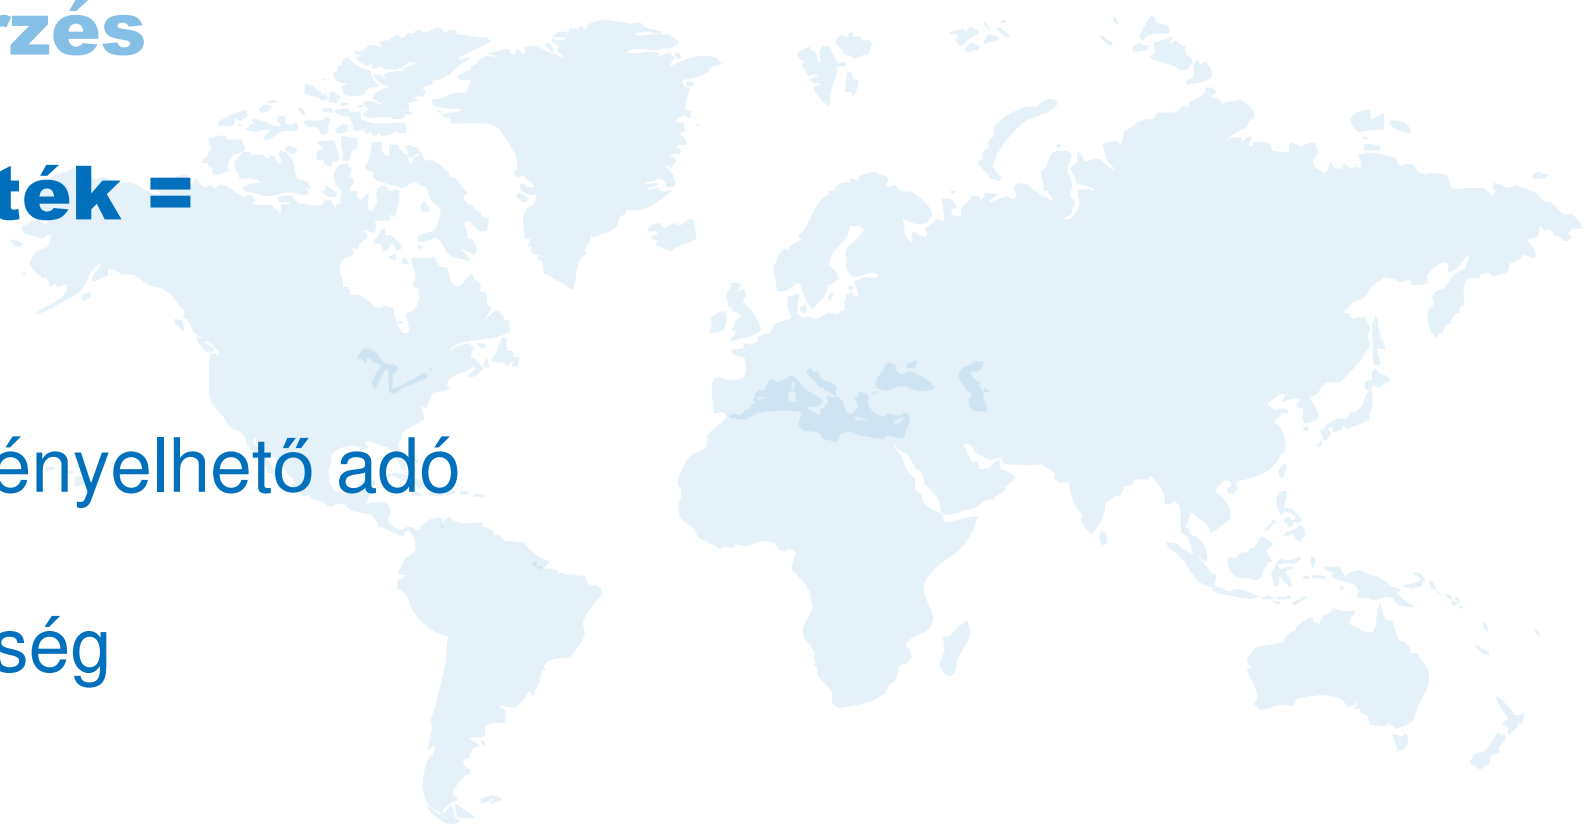 rzés
ték =
ényelhető adó
ség